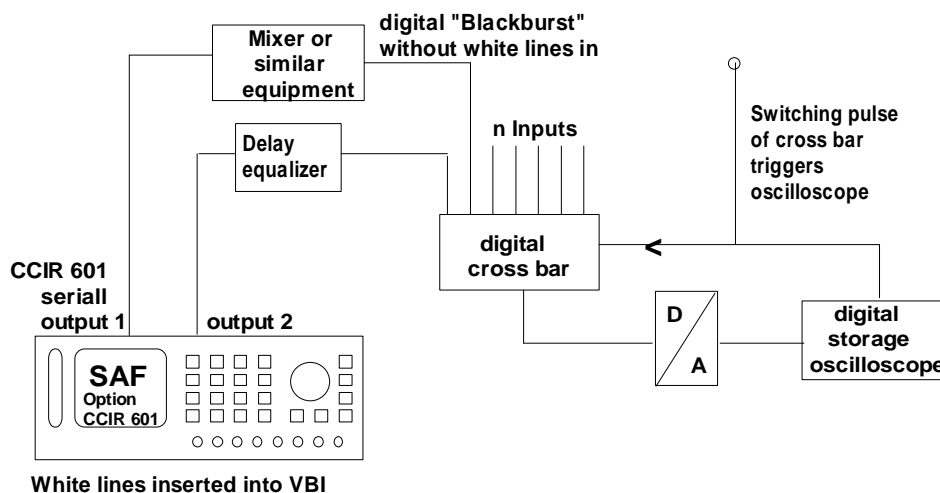 digital "Blackburst"
without white lines in
Mixer or
similar
equipment
Delay
equalizer
n Inputs
Switching pulse
of cross bar
triggers
oscilloscope
digital
cross bar
<
CCIR 601
seriall
output 1
output 2
D
A
digital
storage
oscilloscope
SAF
Option
CCIR 601
White lines inserted into VBI